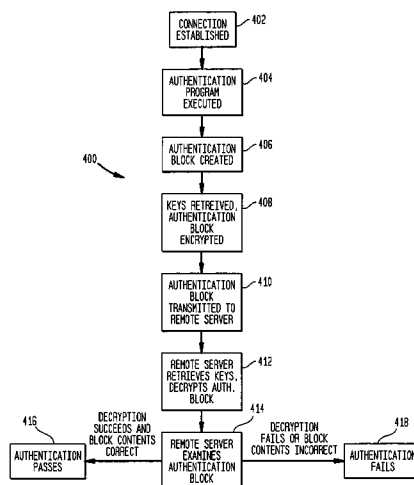 CONNECTION
ESTABLISHED
402
AUTHENTICATION
PROGRAM
EXECUTED
404
AUTHENTICATION
BLOCK CREATED
406
400
KEYS RETREIVED,
AUTHENTICATION
BLOCK
ENCRYPTED
408
AUTHENTICATION
BLOCK
TRANSMITTED TO
REMOTE SERVER
410
REMOTE SERVER
RETRIEVES KEYS,
DECRYPTS AUTH.
BLOCK
412
414
REMOTE SERVER
EXAMINES
AUTHENTICATION
BLOCK
DECRYPTION
SUCCEEDS AND
BLOCK CONTENTS
CORRECT
416
AUTHENTICATION
PASSES
DECRYPTION
FAILS OR BLOCK
CONTENTS INCORRECT
418
AUTHENTICATION
FAILS